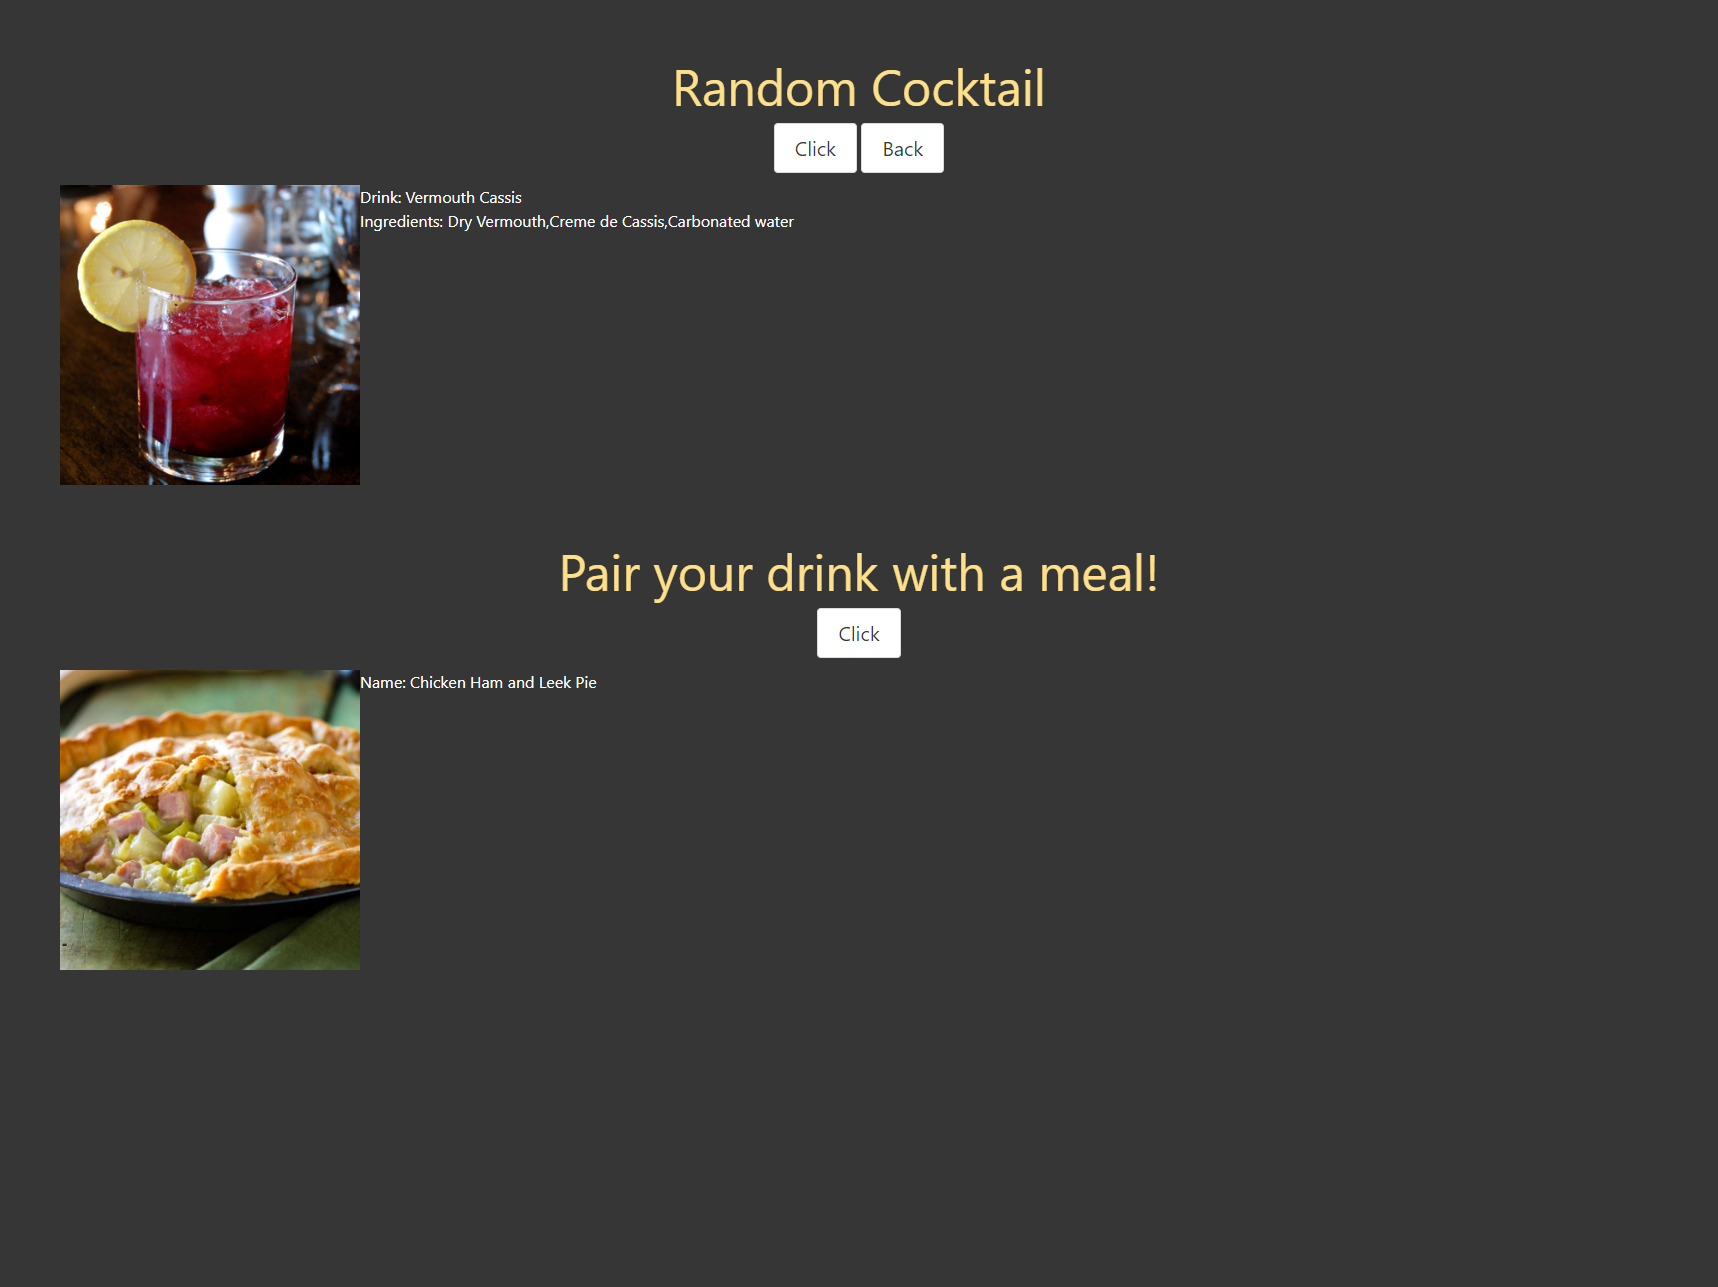 Random Cocktail
Click Back
Drink: Vermouth Cassis
Ingredients: Dry Vermouth,Creme de Cassis,Carbonated water
Pair your drink with a meal!
Click
Name: Chicken Ham and Leek Pie